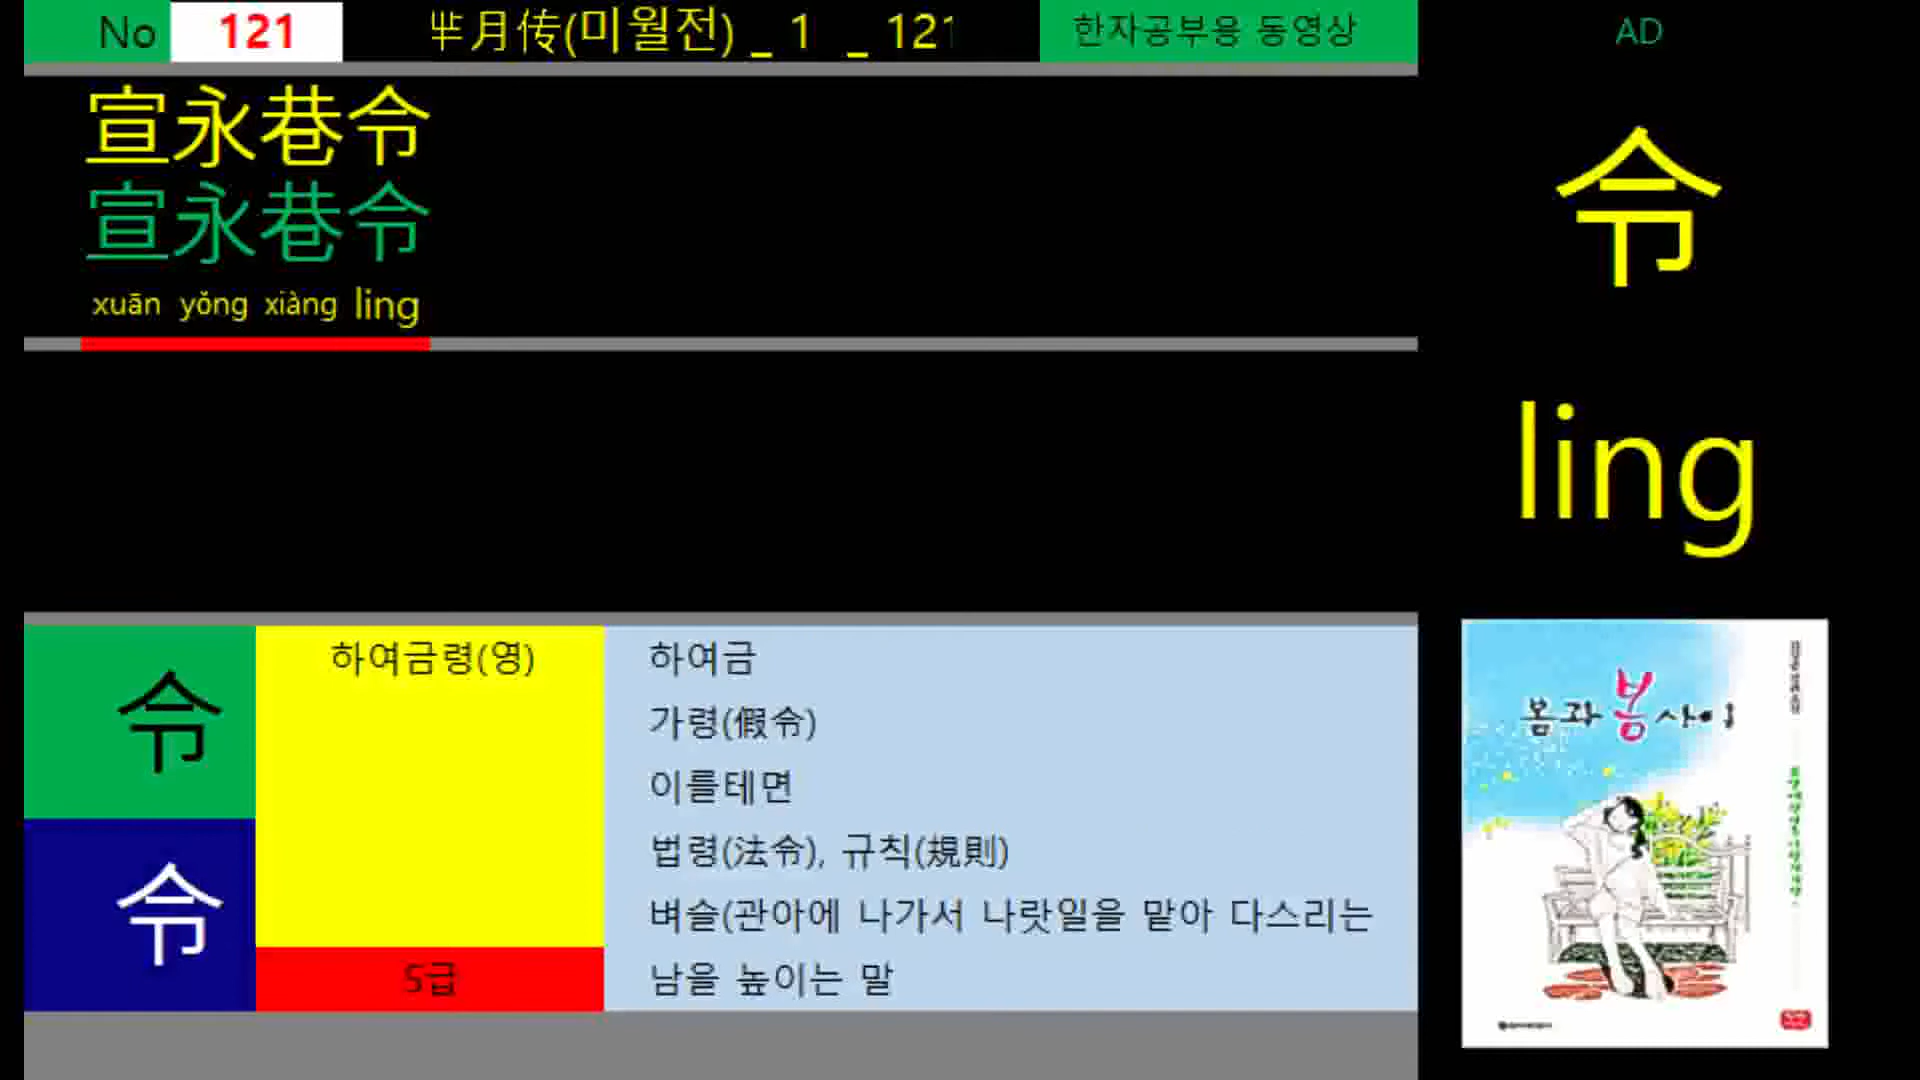 No 121 芈月传(미월전) _ 1 _ 121 한자공부용 동영상 AD
宣永巷令
宣永巷令
xuān yǒng xiàng ling
令
ling
令
令
하여금령(영)
5급
하여금
가령(假令)
이를테면
법령(法令), 규칙(規則)
벼슬(관아에 나가서 나랏일을 맡아 다스리는
남을 높이는 말
봄과 봄 사이